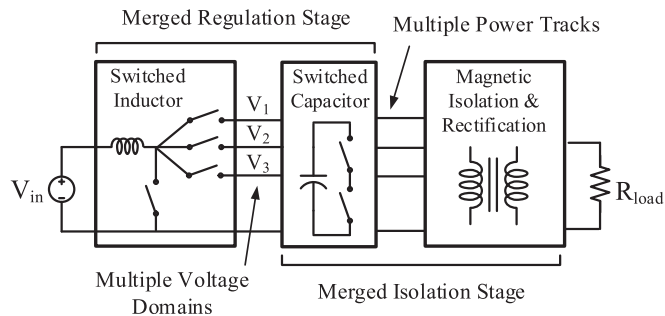 Merged Regulation Stage
Multiple Power Tracks
Switched
Inductor
Switched
Capacitor
Magnetic
Isolation &
Rectification
V1
V2
V3
Vin
Rload
Multiple Voltage
Domains
Merged Isolation Stage